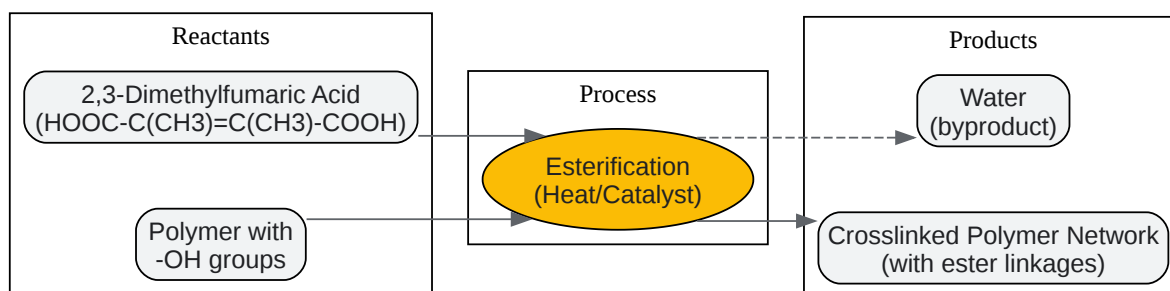 Reactants
2,3-Dimethylfumaric Acid
(HOOC-C(CH3)=C(CH3)-COOH)
Polymer with
-OH groups
Process
Esterification
(Heat/Catalyst)
Products
Water
(byproduct)
Crosslinked Polymer Network
(with ester linkages)